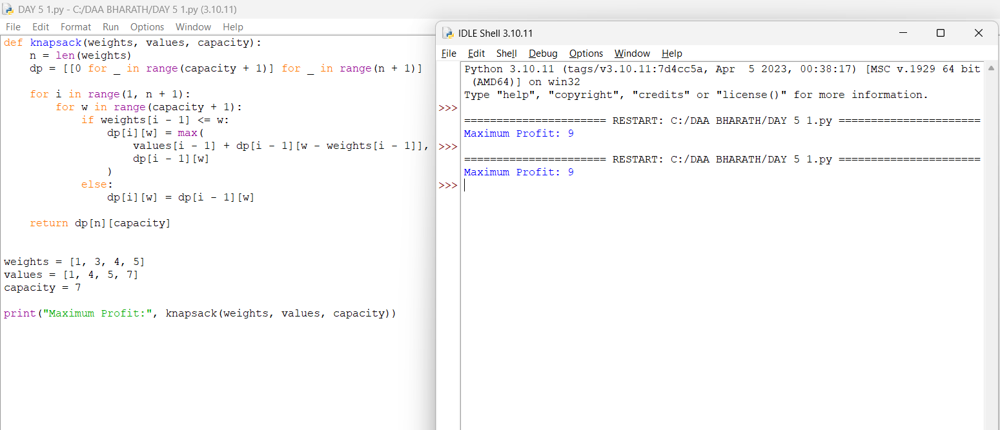 DAY 5 1.py - C:/DAA BHARATH/DAY 5 1.py (3.10.11)
File Edit Format Run Options Window Help
def knapsack(weights, values, capacity):
    n = len(weights)
    dp = [[0 for _ in range(capacity + 1)] for _ in range(n + 1)]
    for i in range(1, n + 1):
        for w in range(capacity + 1):
            if weights[i - 1] <= w:
                dp[i][w] = max(
                    values[i - 1] + dp[i - 1][w - weights[i - 1]],
                    dp[i - 1][w]
                )
            else:
                dp[i][w] = dp[i - 1][w]
    return dp[n][capacity]
weights = [1, 3, 4, 5]
values = [1, 4, 5, 7]
capacity = 7
print("Maximum Profit:", knapsack(weights, values, capacity))
IDLE Shell 3.10.11
File Edit Shell Debug Options Window Help
Python 3.10.11 (tags/v3.10.11:7d4cc5a, Apr  5 2023, 00:38:17) [MSC v.1929 64 bit
 (AMD64)] on win32
Type "help", "copyright", "credits" or "license()" for more information.
>>>
====================== RESTART: C:/DAA BHARATH/DAY 5 1.py ======================
Maximum Profit: 9
>>>
====================== RESTART: C:/DAA BHARATH/DAY 5 1.py ======================
Maximum Profit: 9
>>>